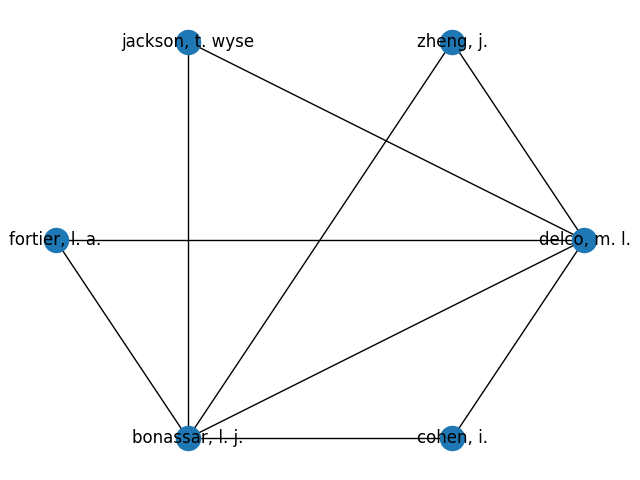 jackson, t. wyse
zheng, j.
fortier, l. a.
delco, m. l.
bonassar, l. j.
cohen, i.